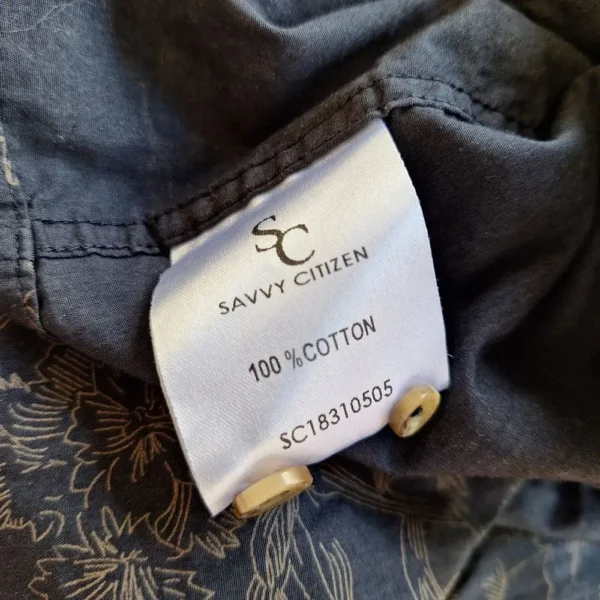 SC
SAVVY CITIZEN
100 % COTTON
SC18310505